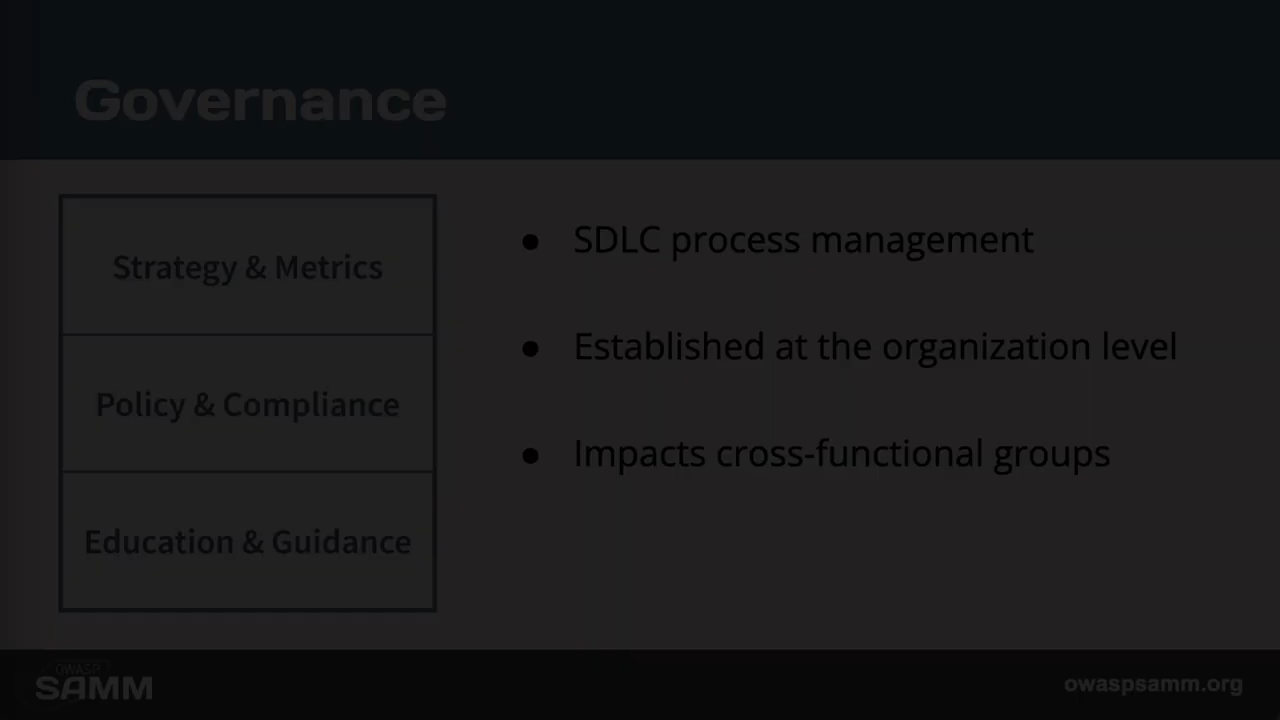 Governance
Strategy & Metrics
Policy & Compliance
Education & Guidance
● SDLC process management
● Established at the organization level
● Impacts cross-functional groups
OWASP
SAMM
owaspsamm.org